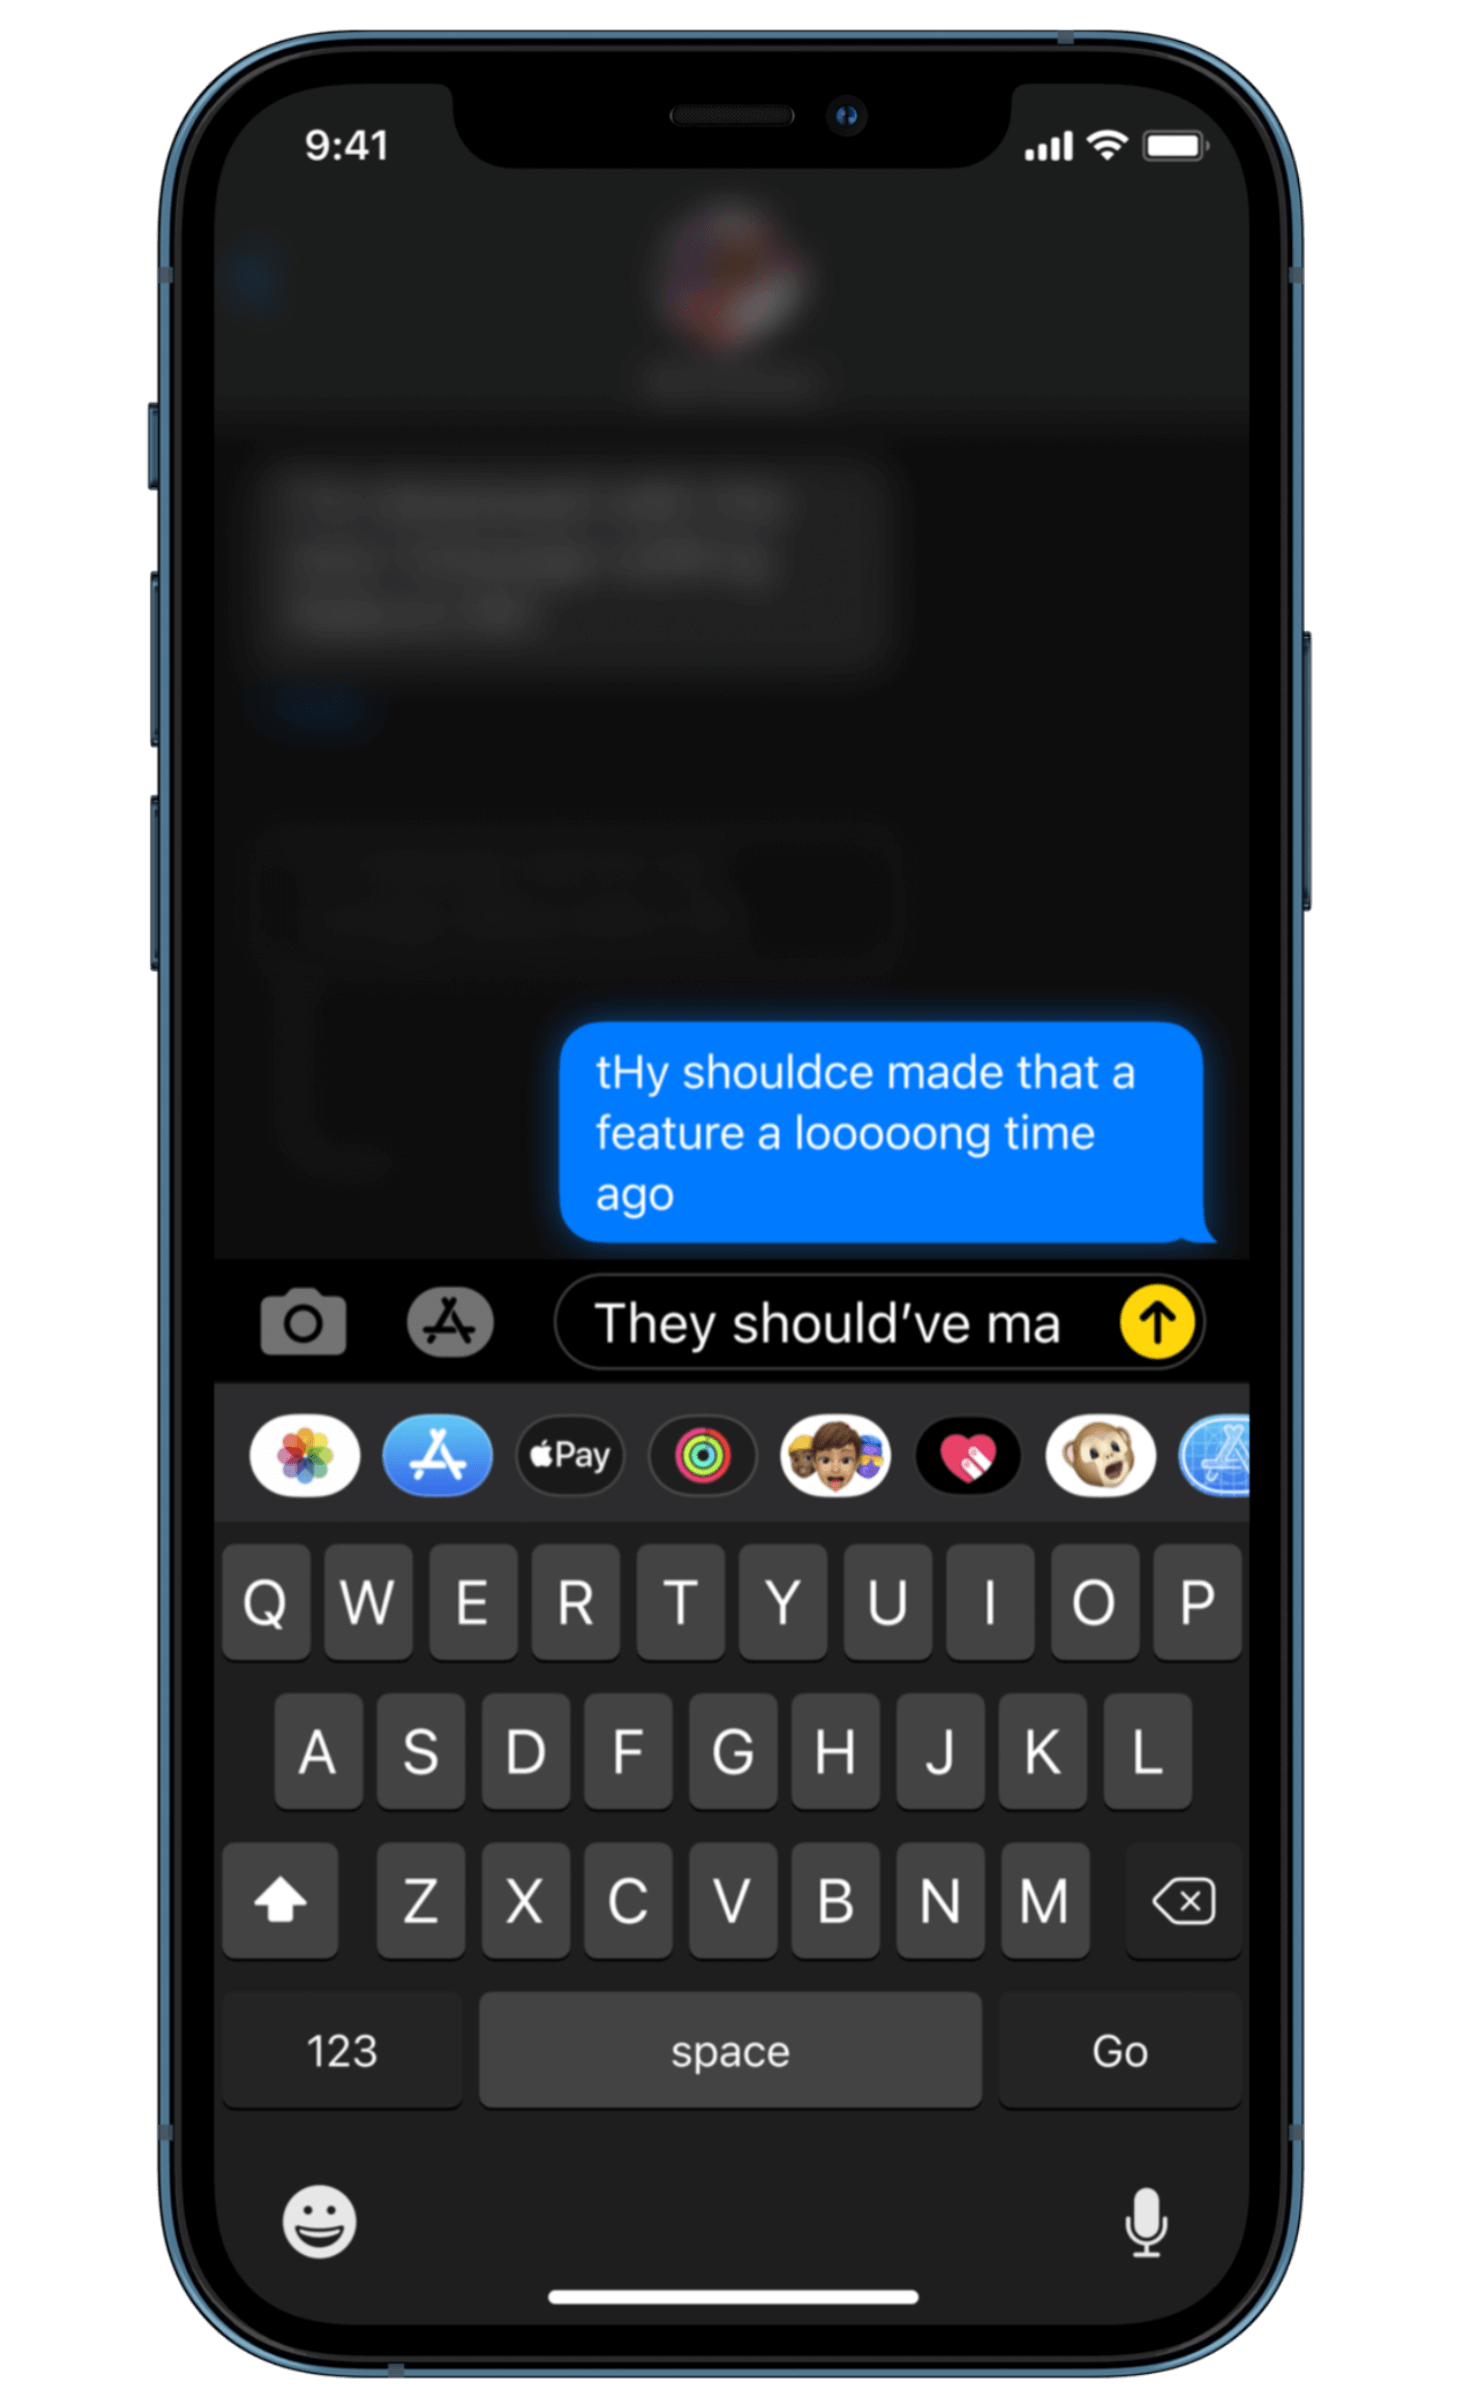 9:41
tHy shouldce made that a
feature a looooong time
ago
They should’ve ma
Pay
Q W E R T Y U I O P
A S D F G H J K L
Z X C V B N M
123 space Go